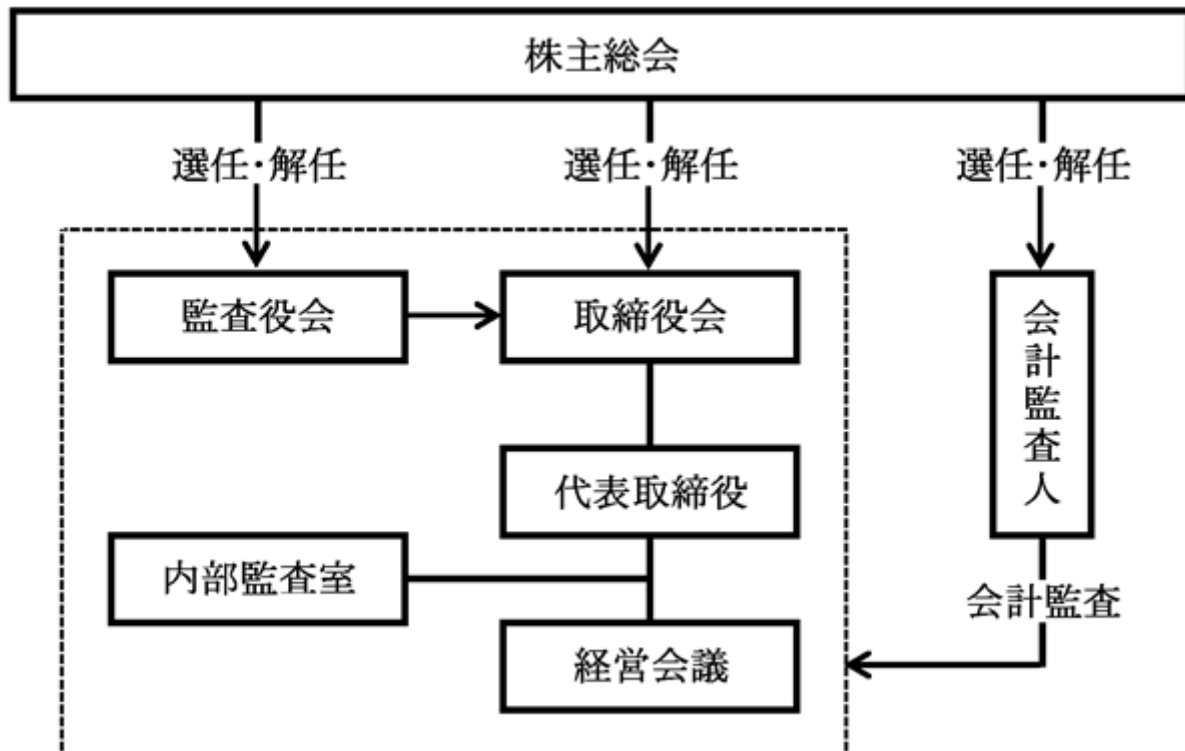 株主総会
選任・解任
選任・解任
選任・解任
監査役会
取締役会
会計監査人
代表取締役
内部監査室
会計監査
経営会議